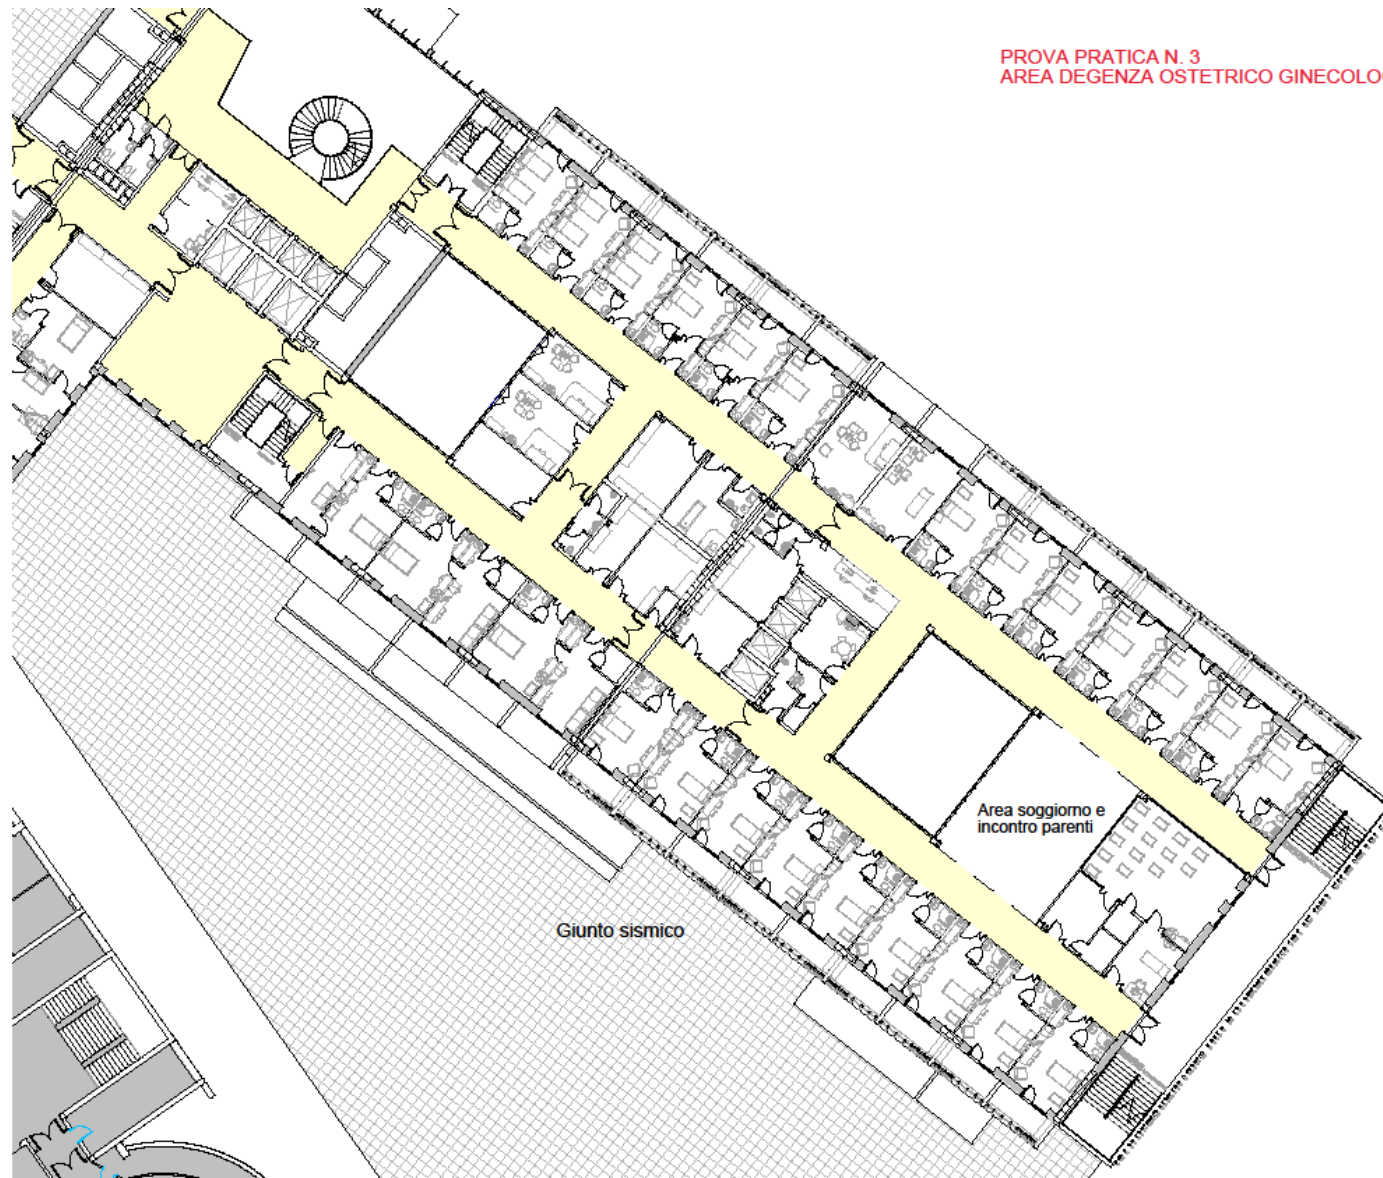 PROVA PRATICA N. 3
AREA DEGENZA OSTETRICO GINECOLO
Area soggiorno e
incontro parenti
Giunto sismico